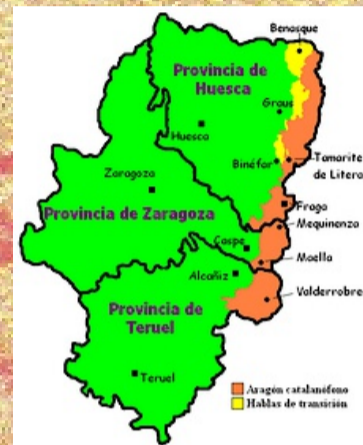 Benasque
Provincia de
Huesca
Graus
Huesca
Binéfar
Tamarite
de Litera
Zaragoza
Fraga
Provincia de Zaragoza
Mequinenza
Caspe
Maella
Alcañiz
Valderrobre
Provincia de
Teruel
Teruel
Aragón catalanófono
Hablas de transición